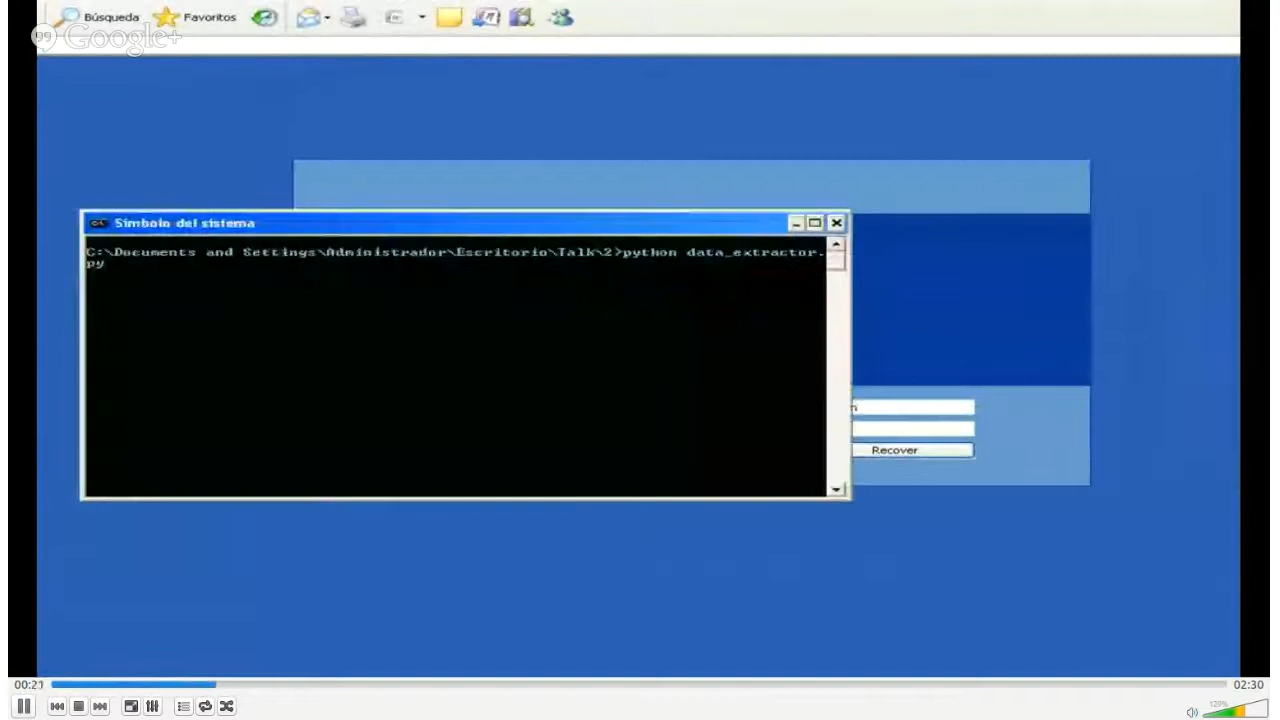 Búsqueda Favoritos
Google+
Símbolo del sistema
C:\Documents and Settings\Administrador\Escritorio\Talk\2>python data_extractor.
py
n
Recover
00:21
02:30
120%